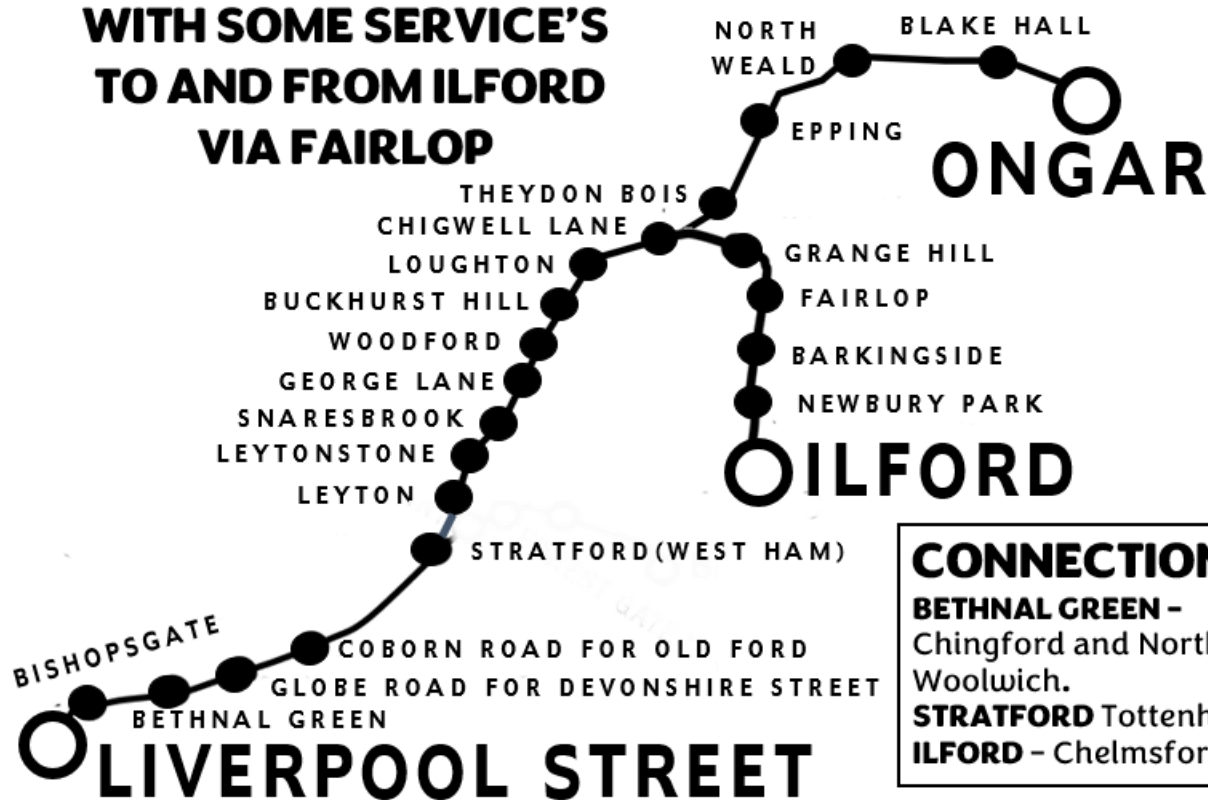 WITH SOME SERVICE'S
TO AND FROM ILFORD
VIA FAIRLOP
NORTH
WEALD
BLAKE HALL
EPPING
ONGAR
THEYDON BOIS
CHIGWELL LANE
LOUGHTON
GRANGE HILL
BUCKHURST HILL
FAIRLOP
WOODFORD
BARKINGSIDE
GEORGE LANE
NEWBURY PARK
SNARESBROOK
LEYTONSTONE
ILFORD
LEYTON
STRATFORD(WEST HAM)
BISHOPSGATE
COBORN ROAD FOR OLD FORD
GLOBE ROAD FOR DEVONSHIRE STREET
BETHNAL GREEN
LIVERPOOL STREET
CONNECTION
BETHNAL GREEN –
Chingford and North
Woolwich.
STRATFORD Tottenh
ILFORD – Chelmsfor